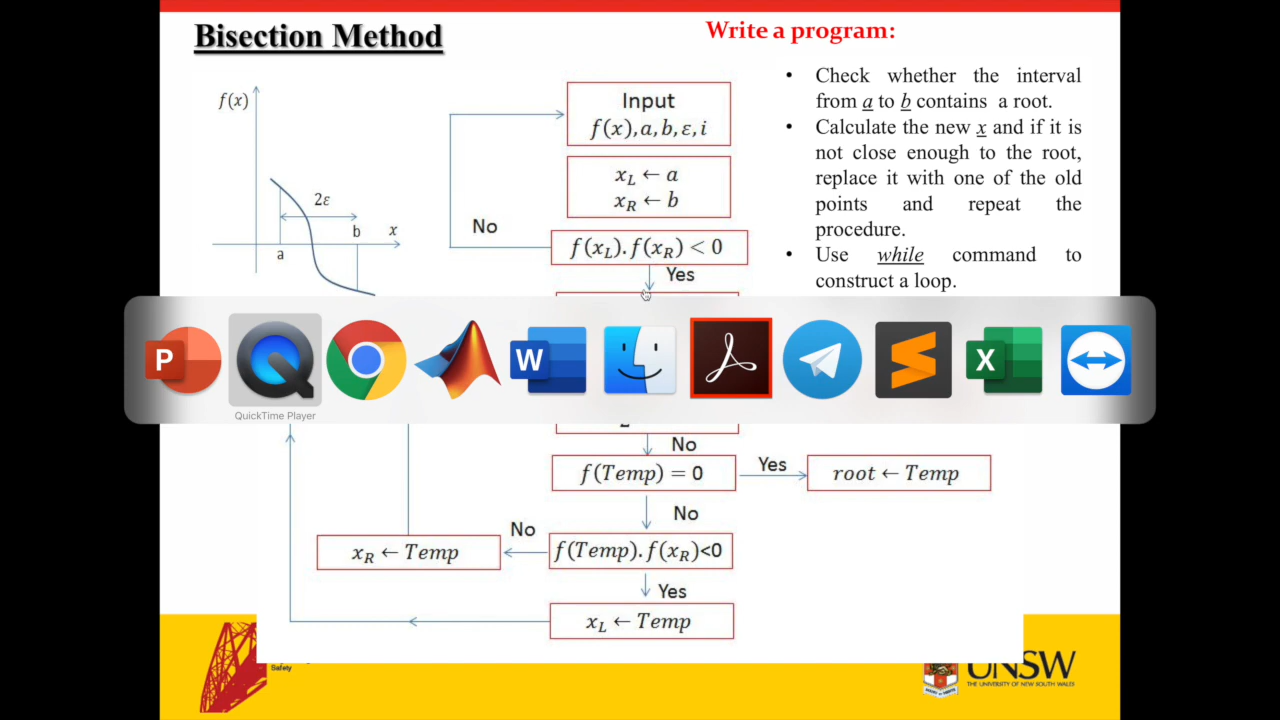 Bisection Method
Write a program:
• Check whether the interval
from a to b contains a root.
• Calculate the new x and if it is
not close enough to the root,
replace it with one of the old
points and repeat the
procedure.
• Use while command to
construct a loop.
f(x)
2ε
b
x
a
Input
f(x), a, b, ε, i
x_L ← a
x_R ← b
No
f(x_L). f(x_R) < 0
Yes
P
W
X
QuickTime Player
No
f(Temp) = 0
Yes
root ← Temp
No
No
x_R ← Temp
f(Temp). f(x_R)<0
Yes
x_L ← Temp
Safety
UNSW
THE UNIVERSITY OF NEW SOUTH WALES